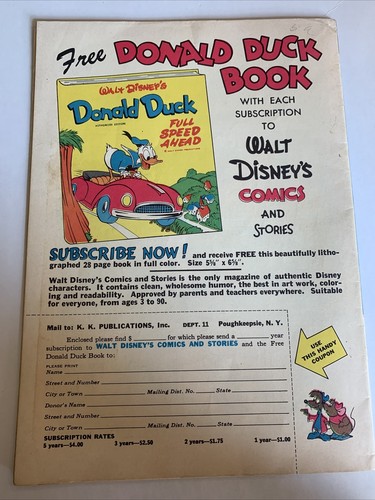 Free DONALD DUCK
BOOK
WITH EACH
SUBSCRIPTION
TO
WALT
DISNEY'S
COMICS
AND
STORIES
WALT DISNEY'S
Donald Duck
FULL
SPEED
AHEAD
SUBSCRIBE NOW! and receive FREE this beautifully litho-
graphed 28 page book in full color. Size 5⅝" x 6⅝".
Walt Disney's Comics and Stories is the only magazine of authentic Disney
characters. It contains clean, wholesome humor, the best in art work, color-
ing and readability. Approved by parents and teachers everywhere. Suitable
for everyone, from ages 3 to 90.
Mail to: K. K. PUBLICATIONS, Inc. DEPT. 11 Poughkeepsie, N. Y.
Enclosed please find $ for which please send a year
subscription to WALT DISNEY'S COMICS AND STORIES and the Free
Donald Duck Book to:
PLEASE PRINT
Name
Street and Number
City or Town Mailing Dist. No. State
Donor's Name
Street and Number
City or Town Mailing Dist. No. State
SUBSCRIPTION RATES
5 years—$4.00 3 years—$2.50 2 years—$1.75 1 year—$1.00
USE
THIS HANDY
COUPON